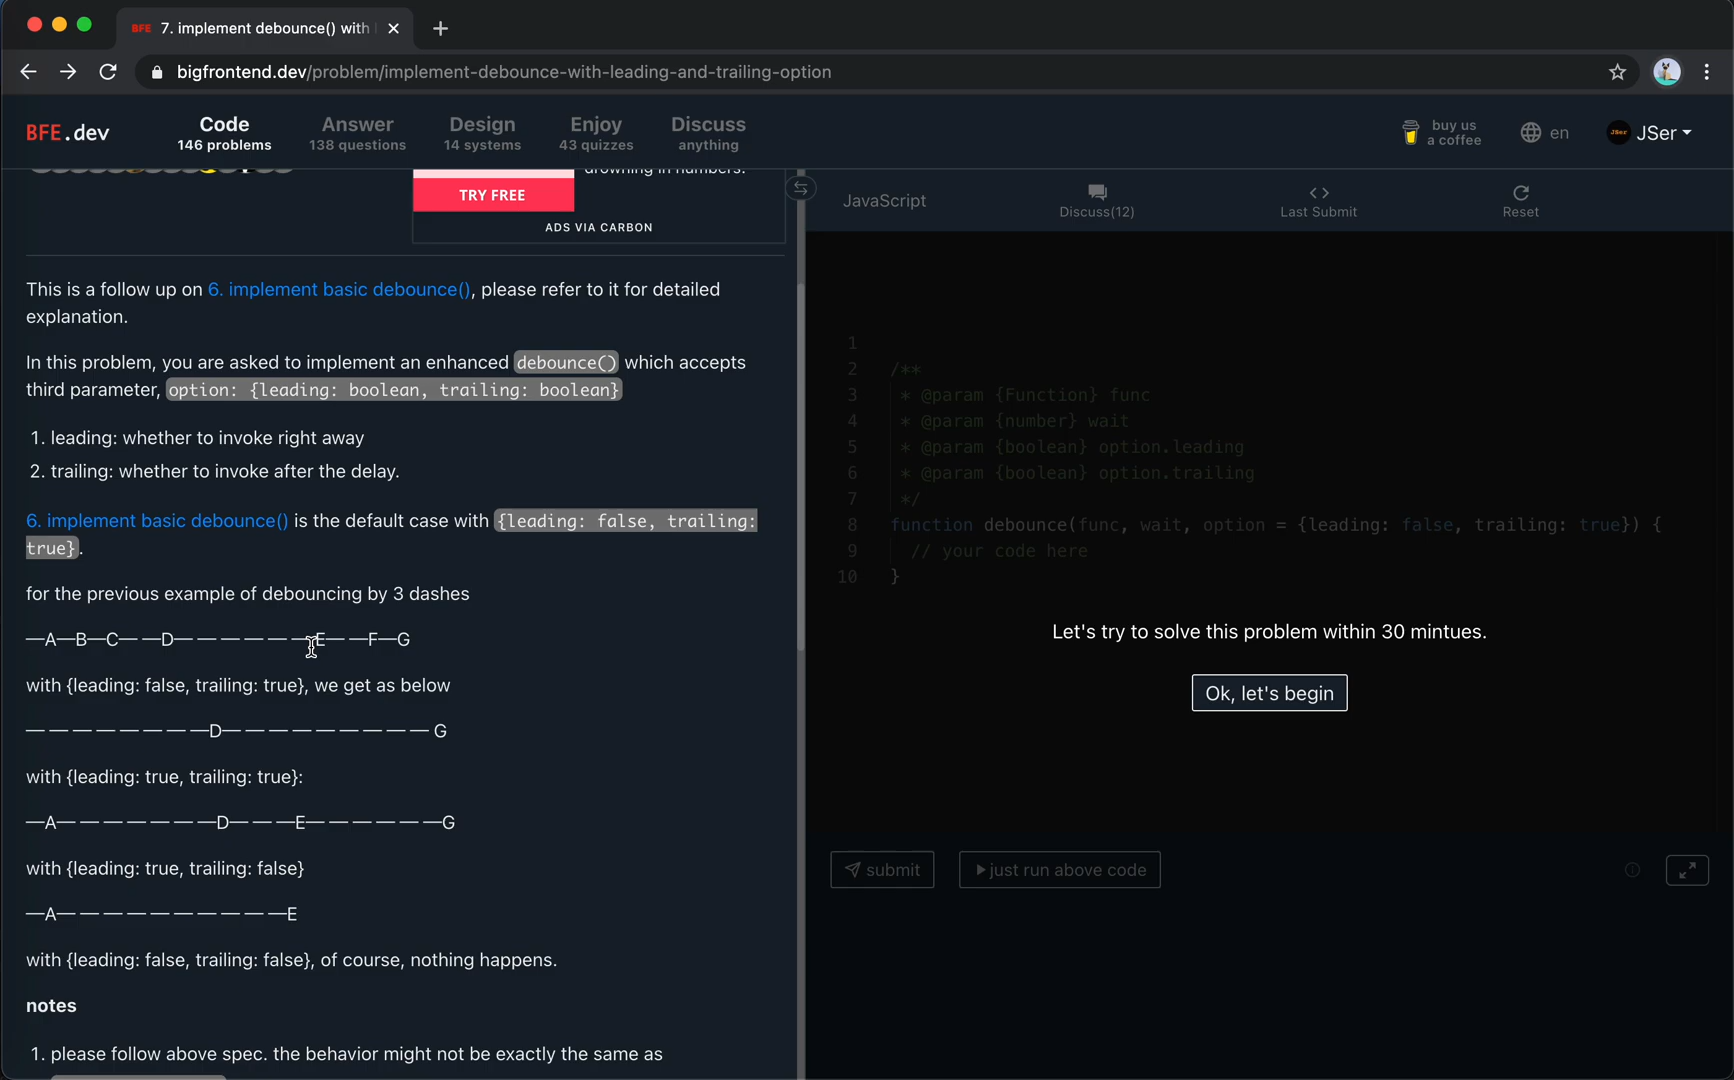 BFE 7. implement debounce() with
bigfrontend.dev/problem/implement-debounce-with-leading-and-trailing-option
BFE.dev
Code
146 problems
Answer
138 questions
Design
14 systems
Enjoy
43 quizzes
Discuss
anything
buy us
a coffee
en
JSer JSer
drowning in numbers.
TRY FREE
ADS VIA CARBON
This is a follow up on 6. implement basic debounce(), please refer to it for detailed
explanation.
In this problem, you are asked to implement an enhanced debounce() which accepts
third parameter, option: {leading: boolean, trailing: boolean}
1. leading: whether to invoke right away
2. trailing: whether to invoke after the delay.
6. implement basic debounce() is the default case with {leading: false, trailing:
true}.
for the previous example of debouncing by 3 dashes
─A─B─C─ ─D─ ─ ─ ─ ─ ─E─ ─F─G
with {leading: false, trailing: true}, we get as below
─ ─ ─ ─ ─ ─ ─ ─D─ ─ ─ ─ ─ ─ ─ ─ ─ G
with {leading: true, trailing: true}:
─A─ ─ ─ ─ ─ ─ ─D─ ─ ─E─ ─ ─ ─ ─ ─G
with {leading: true, trailing: false}
─A─ ─ ─ ─ ─ ─ ─ ─ ─ ─E
with {leading: false, trailing: false}, of course, nothing happens.
notes
1. please follow above spec. the behavior might not be exactly the same as
JavaScript
Discuss(12)
Last Submit
Reset
1
2 /**
3 * @param {Function} func
4 * @param {number} wait
5 * @param {boolean} option.leading
6 * @param {boolean} option.trailing
7 */
8 function debounce(func, wait, option = {leading: false, trailing: true}) {
9 // your code here
10 }
Let's try to solve this problem within 30 mintues.
Ok, let's begin
submit
just run above code